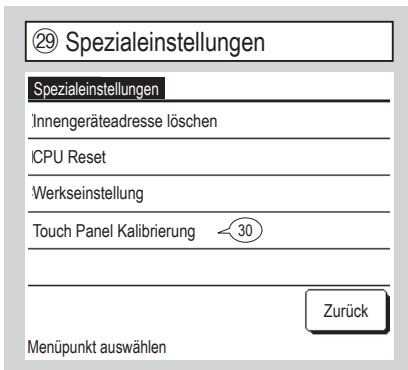 ㉙ Spezialeinstellungen
Spezialeinstellungen
Innengeräteadresse löschen
CPU Reset
Werkseinstellung
Touch Panel Kalibrierung 30
Zurück
Menüpunkt auswählen